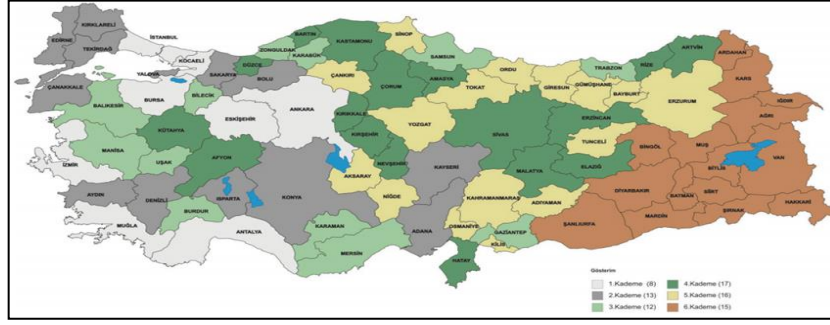 KIRKLARELİ
EDİRNE
TEKİRDAĞ
İSTANBUL
KOCAELİ
YALOVA
SAKARYA
DÜZCE
BOLU
ZONGULDAK
BARTIN
KARABÜK
KASTAMONU
SİNOP
SAMSUN
ÇANKIRI
ÇORUM
AMASYA
ORDU
TOKAT
GİRESUN
TRABZON
GÜMÜŞHANE
BAYBURT
RİZE
ARTVİN
ARDAHAN
KARS
IĞDIR
AĞRI
ERZURUM
ERZİNCAN
ÇANAKKALE
BALIKESİR
BURSA
BİLECİK
ESKİŞEHİR
ANKARA
KIRIKKALE
KIRŞEHİR
YOZGAT
SİVAS
TUNCELİ
BİNGÖL
MUŞ
BİTLİS
VAN
KÜTAHYA
MANİSA
UŞAK
AFYON
İZMİR
AYDIN
DENİZLİ
ISPARTA
BURDUR
MUĞLA
ANTALYA
KONYA
AKSARAY
NEVŞEHİR
KAYSERİ
NİĞDE
KARAMAN
MERSİN
ADANA
KAHRAMANMARAŞ
MALATYA
ELAZIĞ
ADIYAMAN
OSMANİYE
GAZİANTEP
KİLİS
HATAY
ŞANLIURFA
DİYARBAKIR
BATMAN
SİİRT
MARDİN
ŞIRNAK
HAKKARİ
Gösterim
1.Kademe (8)
2.Kademe (13)
3.Kademe (12)
4.Kademe (17)
5.Kademe (16)
6.Kademe (15)